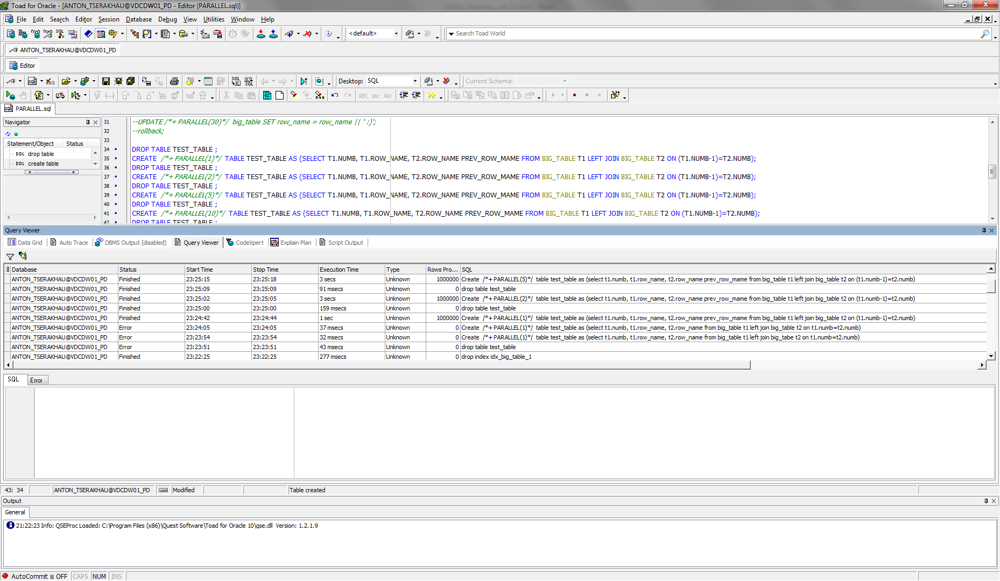 Toad for Oracle - [ANTON_TSERAKHAU@VDCDW01_PD - Editor (PARALLEL.sql)]
File Edit Search Editor Session Database Debug View Utilities Window Help
<default> Search Toad World
ANTON_TSERAKHAU@VDCDW01_PD
Editor
Desktop: SQL Current Schema:
PARALLEL.sql
Navigator
Statement/Object Status
DDL drop table
DDL create table
31 --UPDATE /*+ PARALLEL(30)*/ big_table SET row_name = row_name || ' :)';
32 --rollback;
33
34 DROP TABLE TEST_TABLE ;
35 CREATE /*+ PARALLEL(1)*/ TABLE TEST_TABLE AS (SELECT T1.NUMB, T1.ROW_NAME, T2.ROW_NAME PREV_ROW_MAME FROM BIG_TABLE T1 LEFT JOIN BIG_TABLE T2 ON (T1.NUMB-1)=T2.NUMB);
36 DROP TABLE TEST_TABLE ;
37 CREATE /*+ PARALLEL(2)*/ TABLE TEST_TABLE AS (SELECT T1.NUMB, T1.ROW_NAME, T2.ROW_NAME PREV_ROW_MAME FROM BIG_TABLE T1 LEFT JOIN BIG_TABLE T2 ON (T1.NUMB-1)=T2.NUMB);
38 DROP TABLE TEST_TABLE ;
39 CREATE /*+ PARALLEL(5)*/ TABLE TEST_TABLE AS (SELECT T1.NUMB, T1.ROW_NAME, T2.ROW_NAME PREV_ROW_MAME FROM BIG_TABLE T1 LEFT JOIN BIG_TABLE T2 ON (T1.NUMB-1)=T2.NUMB);
40 DROP TABLE TEST_TABLE ;
41 CREATE /*+ PARALLEL(10)*/ TABLE TEST_TABLE AS (SELECT T1.NUMB, T1.ROW_NAME, T2.ROW_NAME PREV_ROW_MAME FROM BIG_TABLE T1 LEFT JOIN BIG_TABLE T2 ON (T1.NUMB-1)=T2.NUMB);
42 DROP TABLE TEST_TABLE ;
Query Viewer
Data Grid Auto Trace DBMS Output (disabled) Query Viewer CodeXpert Explain Plan Script Output
Database Status Start Time Stop Time Execution Time Type Rows Pro... SQL
ANTON_TSERAKHAU@VDCDW01_PD Finished 23:25:15 23:25:18 3 secs Unknown 1000000 Create /*+ PARALLEL(5)*/ table test_table as (select t1.numb, t1.row_name, t2.row_name prev_row_mame from big_table t1 left join big_table t2 on (t1.numb-1)=t2.numb)
ANTON_TSERAKHAU@VDCDW01_PD Finished 23:25:09 23:25:09 91 msecs Unknown 0 drop table test_table
ANTON_TSERAKHAU@VDCDW01_PD Finished 23:25:02 23:25:05 3 secs Unknown 1000000 Create /*+ PARALLEL(2)*/ table test_table as (select t1.numb, t1.row_name, t2.row_name prev_row_mame from big_table t1 left join big_table t2 on (t1.numb-1)=t2.numb)
ANTON_TSERAKHAU@VDCDW01_PD Finished 23:25:00 23:25:00 159 msecs Unknown 0 drop table test_table
ANTON_TSERAKHAU@VDCDW01_PD Finished 23:24:42 23:24:44 1 sec Unknown 1000000 Create /*+ PARALLEL(1)*/ table test_table as (select t1.numb, t1.row_name, t2.row_name prev_row_mame from big_table t1 left join big_table t2 on (t1.numb-1)=t2.numb)
ANTON_TSERAKHAU@VDCDW01_PD Error 23:24:05 23:24:05 37 msecs Unknown 0 Create /*+ PARALLEL(1)*/ table test_table as (select t1.numb, t1.row_name, t2.row_name from big_table t1 left join big_table t2 on t1.numb=t2.numb)
ANTON_TSERAKHAU@VDCDW01_PD Error 23:23:54 23:23:54 32 msecs Unknown 0 Create /*+ PARALLEL(1)*/ table test_table as (select t1.numb, t1.row_name, t2.row_name from big_table t1 left join big_tabe t2 on t1.numb=t2.numb)
ANTON_TSERAKHAU@VDCDW01_PD Error 23:23:51 23:23:51 43 msecs Unknown 0 drop table test_table
ANTON_TSERAKHAU@VDCDW01_PD Finished 23:22:25 23:22:25 277 msecs Unknown 0 drop index idx_big_table_1
SQL Error
43: 34 ANTON_TSERAKHAU@VDCDW01_PD Modified Table created
Output
General
21:22:23 Info: QSEProc Loaded: C:\Program Files (x86)\Quest Software\Toad for Oracle 10\qse.dll Version: 1.2.1.9
AutoCommit is OFF CAPS NUM INS